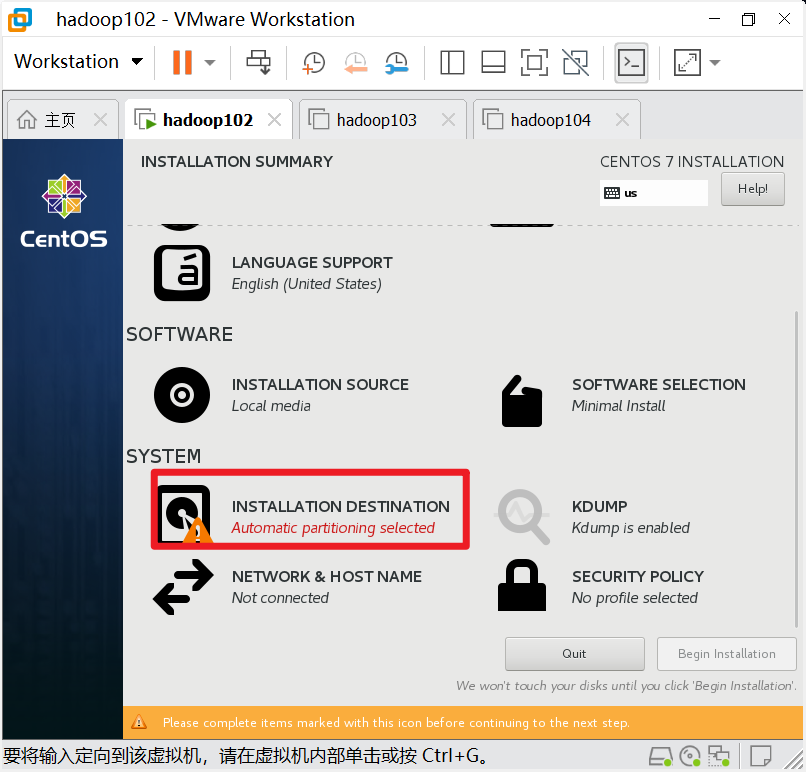 hadoop102 - VMware Workstation
Workstation
主页
hadoop102
hadoop103
hadoop104
INSTALLATION SUMMARY
CENTOS 7 INSTALLATION
us
Help!
CentOS
LANGUAGE SUPPORT
English (United States)
SOFTWARE
INSTALLATION SOURCE
Local media
SOFTWARE SELECTION
Minimal Install
SYSTEM
INSTALLATION DESTINATION
Automatic partitioning selected
KDUMP
Kdump is enabled
NETWORK & HOST NAME
Not connected
SECURITY POLICY
No profile selected
Quit
Begin Installation
We won't touch your disks until you click 'Begin Installation'.
Please complete items marked with this icon before continuing to the next step.
要将输入定向到该虚拟机，请在虚拟机内部单击或按 Ctrl+G。